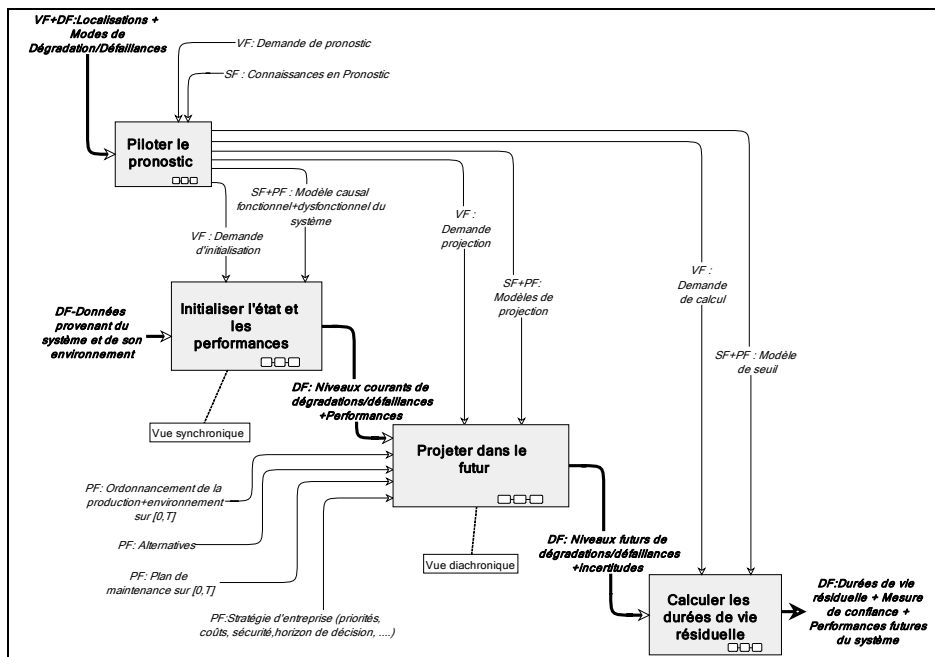 VF+DF:Localisations +
Modes de
Dégradation/Défaillances
VF: Demande de pronostic
SF : Connaissances en Pronostic
Piloter le
pronostic
SF+PF : Modèle causal
fonctionnel+dysfonctionnel du
système
VF : Demande
d'initialisation
VF :
Demande
projection
SF+PF:
Modèles de
projection
VF :
Demande
de calcul
SF+PF : Modèle
de seuil
DF-Données
provenant du
système et de son
environnement
Initialiser l'état et
les
performances
Vue synchronique
DF: Niveaux courants de
dégradations/défaillances
+Performances
Projeter dans le
futur
PF: Ordonnancement de la
production+environnement
sur [0,T]
PF: Alternatives
PF: Plan de
maintenance sur [0,T]
PF:Stratégie d'entreprise (priorités,
coûts, sécurité,horizon de décision, ....)
Vue diachronique
DF: Niveaux futurs de
dégradations/défaillances
+incertitudes
Calculer les
durées de vie
résiduelle
DF:Durées de vie
résiduelle + Mesure
de confiance +
Performances futures
du système